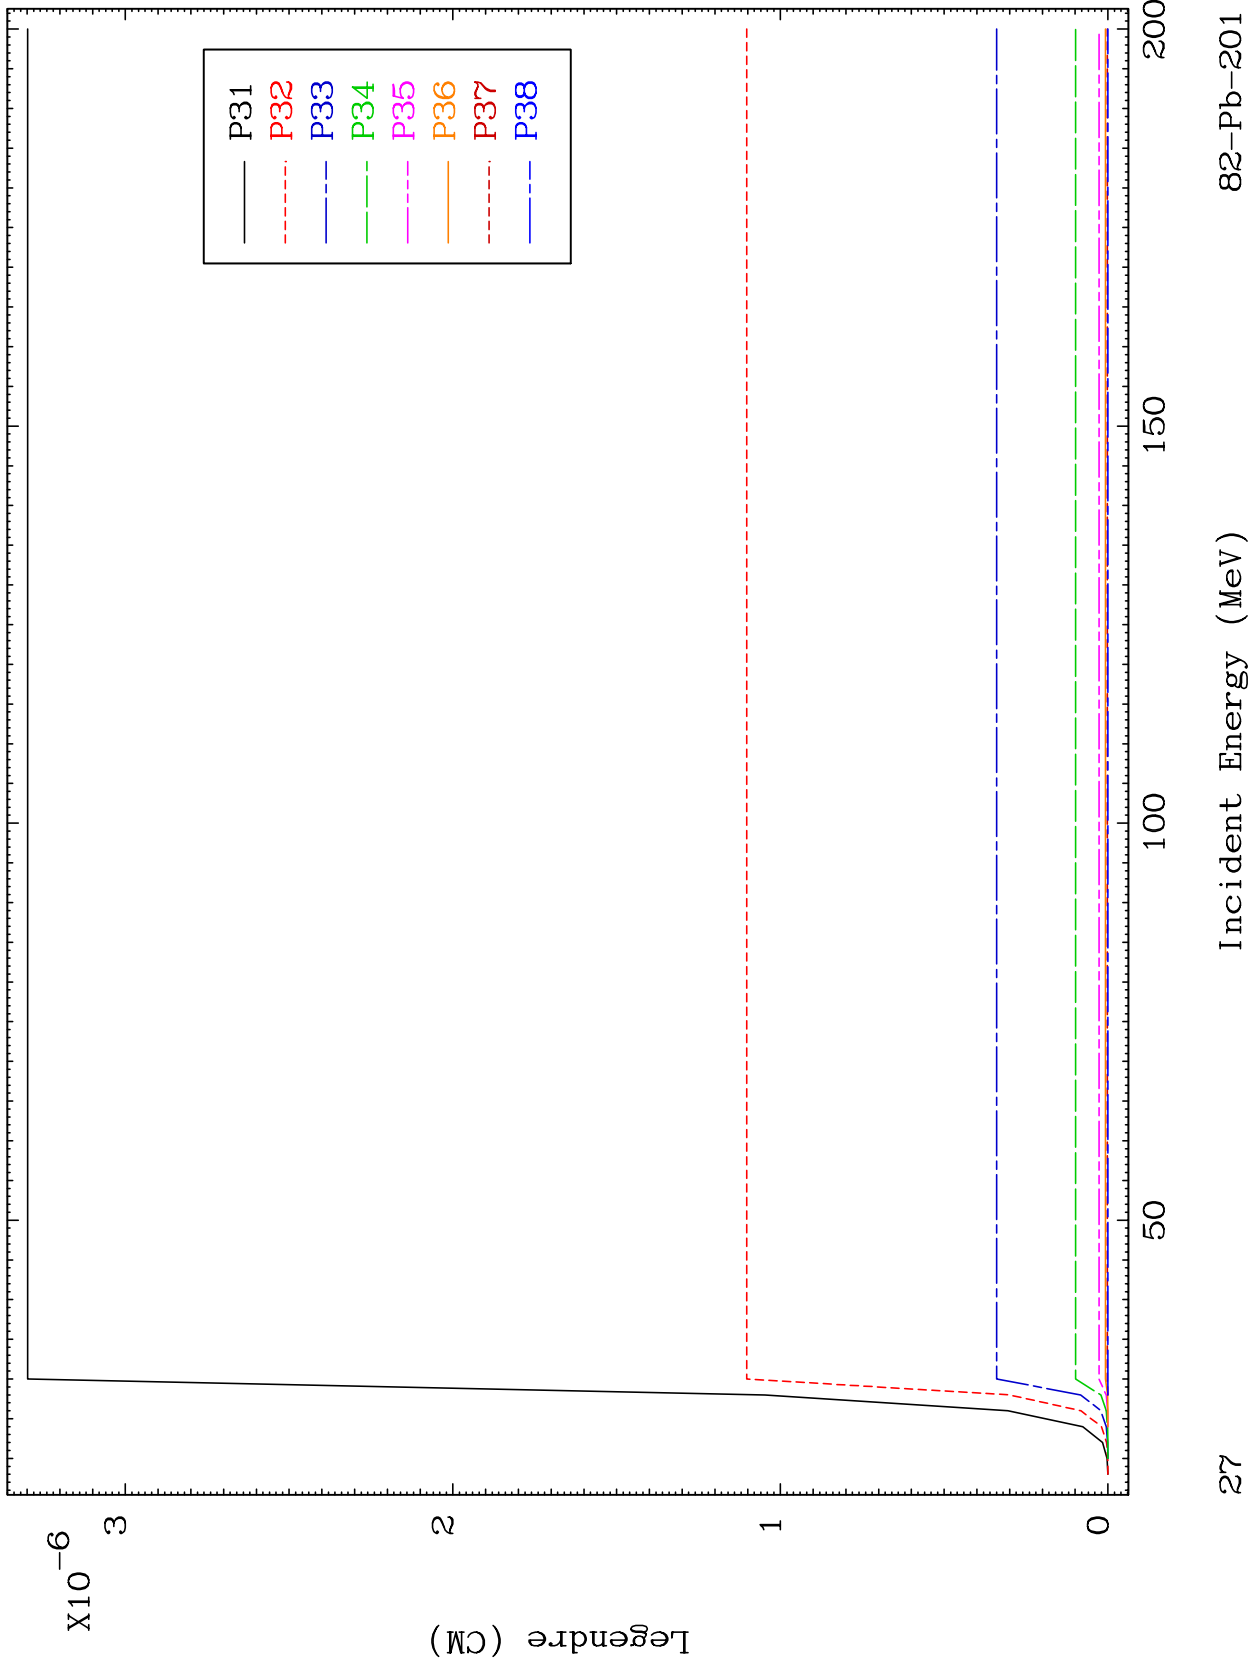 X10-6
3
2
1
0
Legendre (CM)
P31
P32
P33
P34
P35
P36
P37
P38
50
100
150
200
27
Incident Energy (MeV)
82-Pb-201